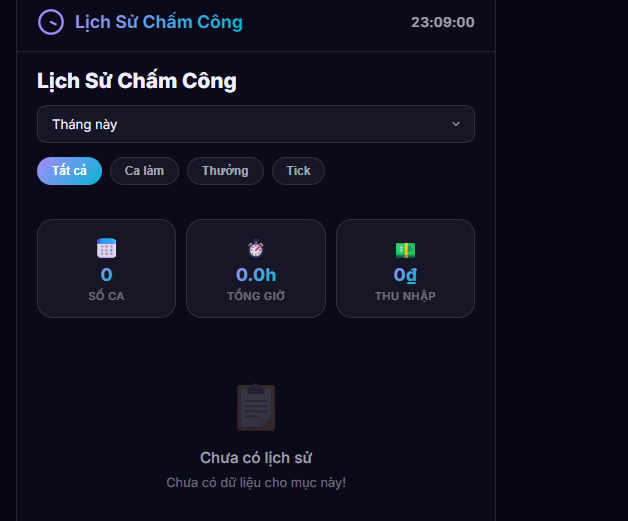 Lịch Sử Chấm Công
23:09:00
Lịch Sử Chấm Công
Tháng này
Tất cả
Ca làm
Thưởng
Tick
0
0.0h
0₫
SỐ CA
TỔNG GIỜ
THU NHẬP
Chưa có lịch sử
Chưa có dữ liệu cho mục này!